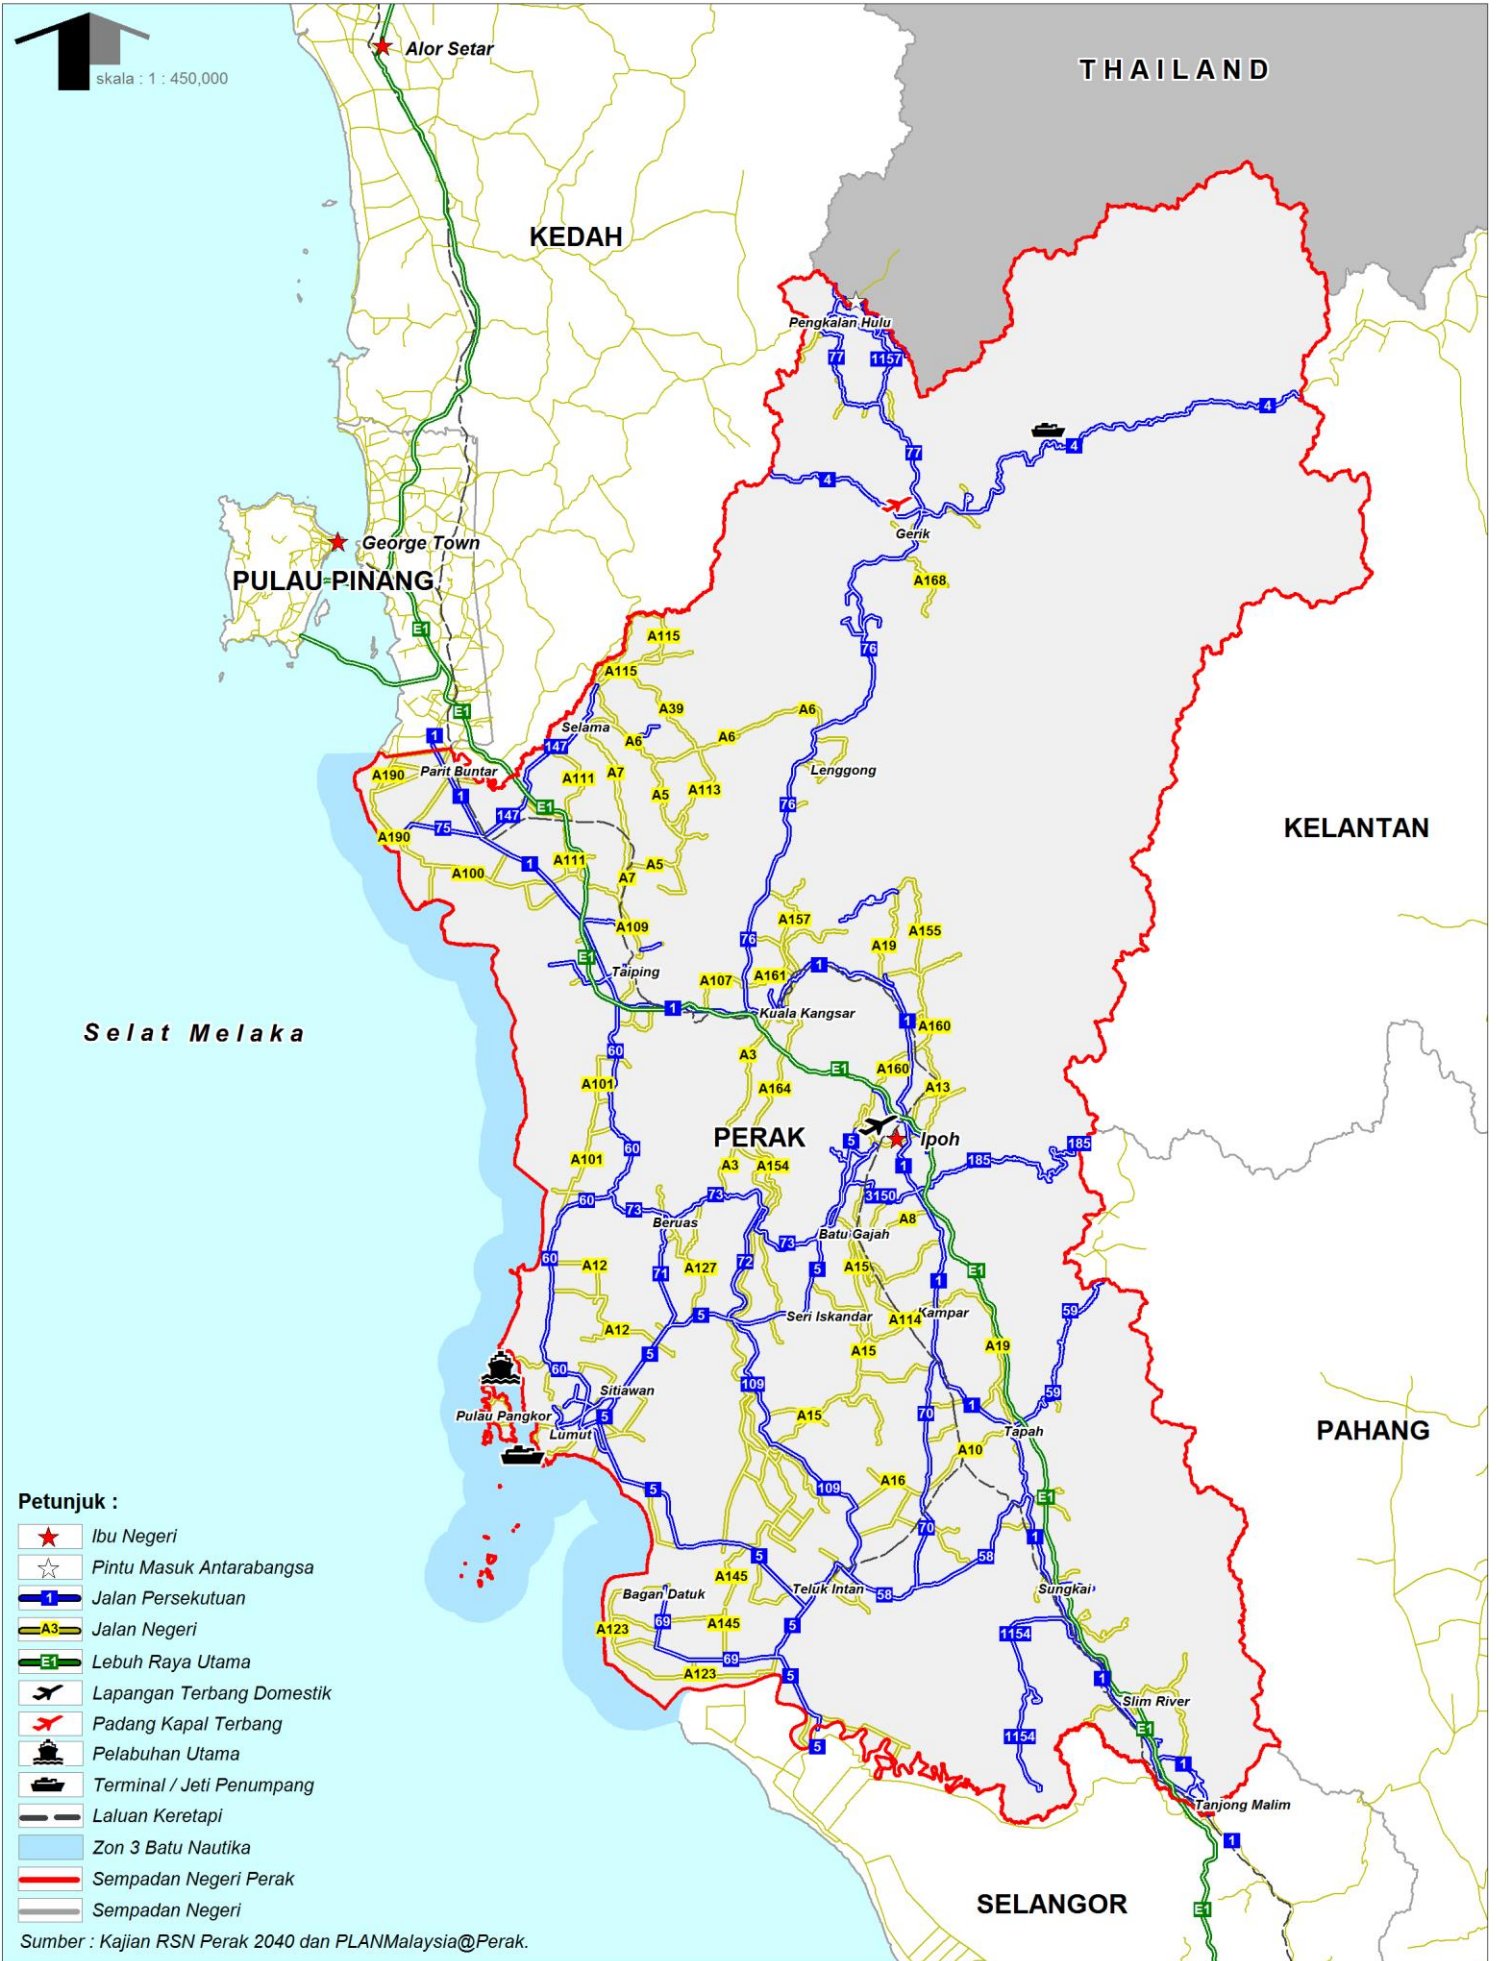 skala : 1 : 450,000
Alor Setar
THAILAND
KEDAH
Pengkalan Hulu
77
1157
4
77
4
4
George Town
Gerik
PULAU PINANG
A168
E1
A115
76
A115
A39
A6
E1
Selama
1
A6
A6
147
Lenggong
Parit Buntar
A190
A111
A7
A113
A5
1
76
E1
147
75
A190
KELANTAN
A111
1
A5
A100
A7
A157
A109
A155
76
A19
E1
1
Taiping
A161
A107
1
Kuala Kangsar
1
A160
Selat Melaka
60
A3
E1
A160
A164
A13
A101
PERAK
5
Ipoh
185
60
A101
A3
A154
1
185
73
3150
60
73
Beruas
A8
Batu Gajah
73
60
A12
A127
72
A15
5
E1
71
1
59
5
Seri Iskandar
A114
Kampar
A12
A19
5
A15
60
109
Sitiawan
59
Pulau Pangkor
5
A15
70
1
Lumut
Tapah
PAHANG
A10
A16
5
109
E1
Petunjuk :
Ibu Negeri
Pintu Masuk Antarabangsa
1
Jalan Persekutuan
A3
Jalan Negeri
E1
Lebuh Raya Utama
Lapangan Terbang Domestik
Padang Kapal Terbang
Pelabuhan Utama
Terminal / Jeti Penumpang
Laluan Keretapi
Zon 3 Batu Nautika
Sempadan Negeri Perak
Sempadan Negeri
70
1
5
58
A145
Bagan Datuk
Teluk Intan
58
Sungkai
69
A145
5
A123
1154
69
A123
5
1
Slim River
E1
1154
5
1
Tanjong Malim
1
SELANGOR
E1
Sumber : Kajian RSN Perak 2040 dan PLANMalaysia@Perak.